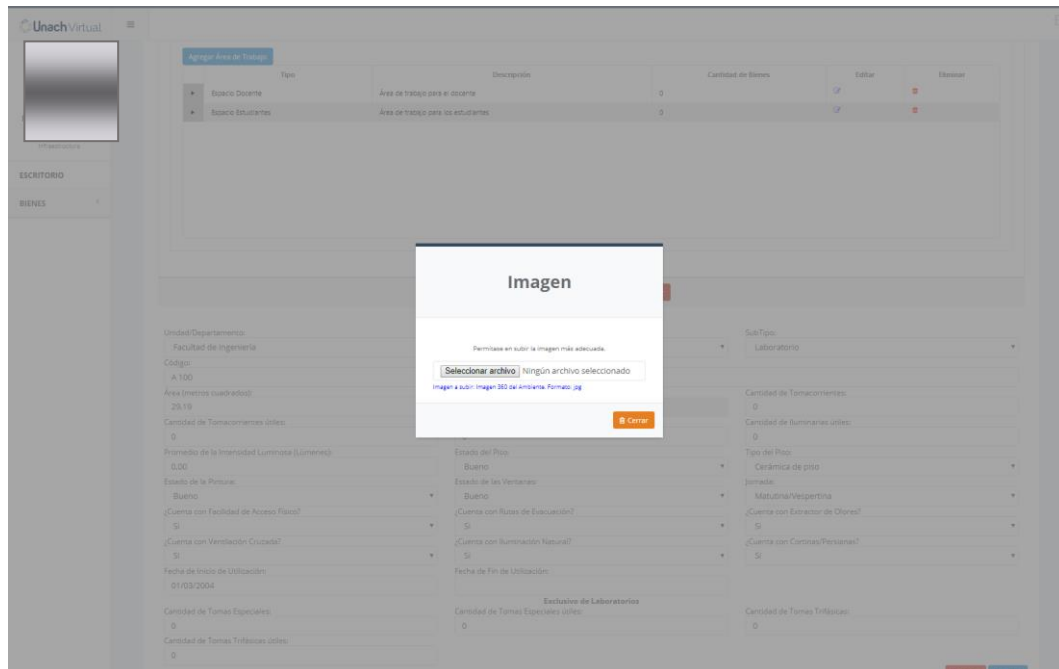 UnachVirtual
Infraestructura
ESCRITORIO
BIENES
Agregar Área de Trabajo
Tipo Descripción Cantidad de Bienes Editar Eliminar
Espacio Docente Área de trabajo para el docente 0
Espacio Estudiantes Área de trabajo para los estudiantes 0
Imagen
Permitase en subir la imagen más adecuada.
Seleccionar archivo Ningún archivo seleccionado
Imagen a subir: Imagen 360 del Ambiente. Formato: jpg
Cerrar
Unidad/Departamento: SubTipo:
Facultad de Ingeniería Laboratorio
Código:
A 100
Área (metros cuadrados): Cantidad de Tomacorrientes:
0
Cantidad de Tomacorrientes útiles: Cantidad de Iluminarias útiles:
0 0
Promedio de la Intensidad Luminosa (Lúmenes): Estado del Piso: Tipo del Piso:
0.00 Bueno Cerámica de piso
Estado de la Pintura: Estado de las Ventanas: Jornada:
Bueno Bueno Matutina/Vespertina
¿Cuenta con Facilidad de Acceso Físico? ¿Cuenta con Rutas de Evacuación? ¿Cuenta con Extractor de Olores?
Si Si Si
¿Cuenta con Ventilación Cruzada? ¿Cuenta con Iluminación Natural? ¿Cuenta con Cortinas/Persianas?
Si Si Si
Fecha de Inicio de Utilización: Fecha de Fin de Utilización:
01/03/2004
Exclusivo de Laboratorios
Cantidad de Tomas Especiales: Cantidad de Tomas Especiales útiles: Cantidad de Tomas Trifásicas:
0 0 0
Cantidad de Tomas Trifásicas útiles:
0